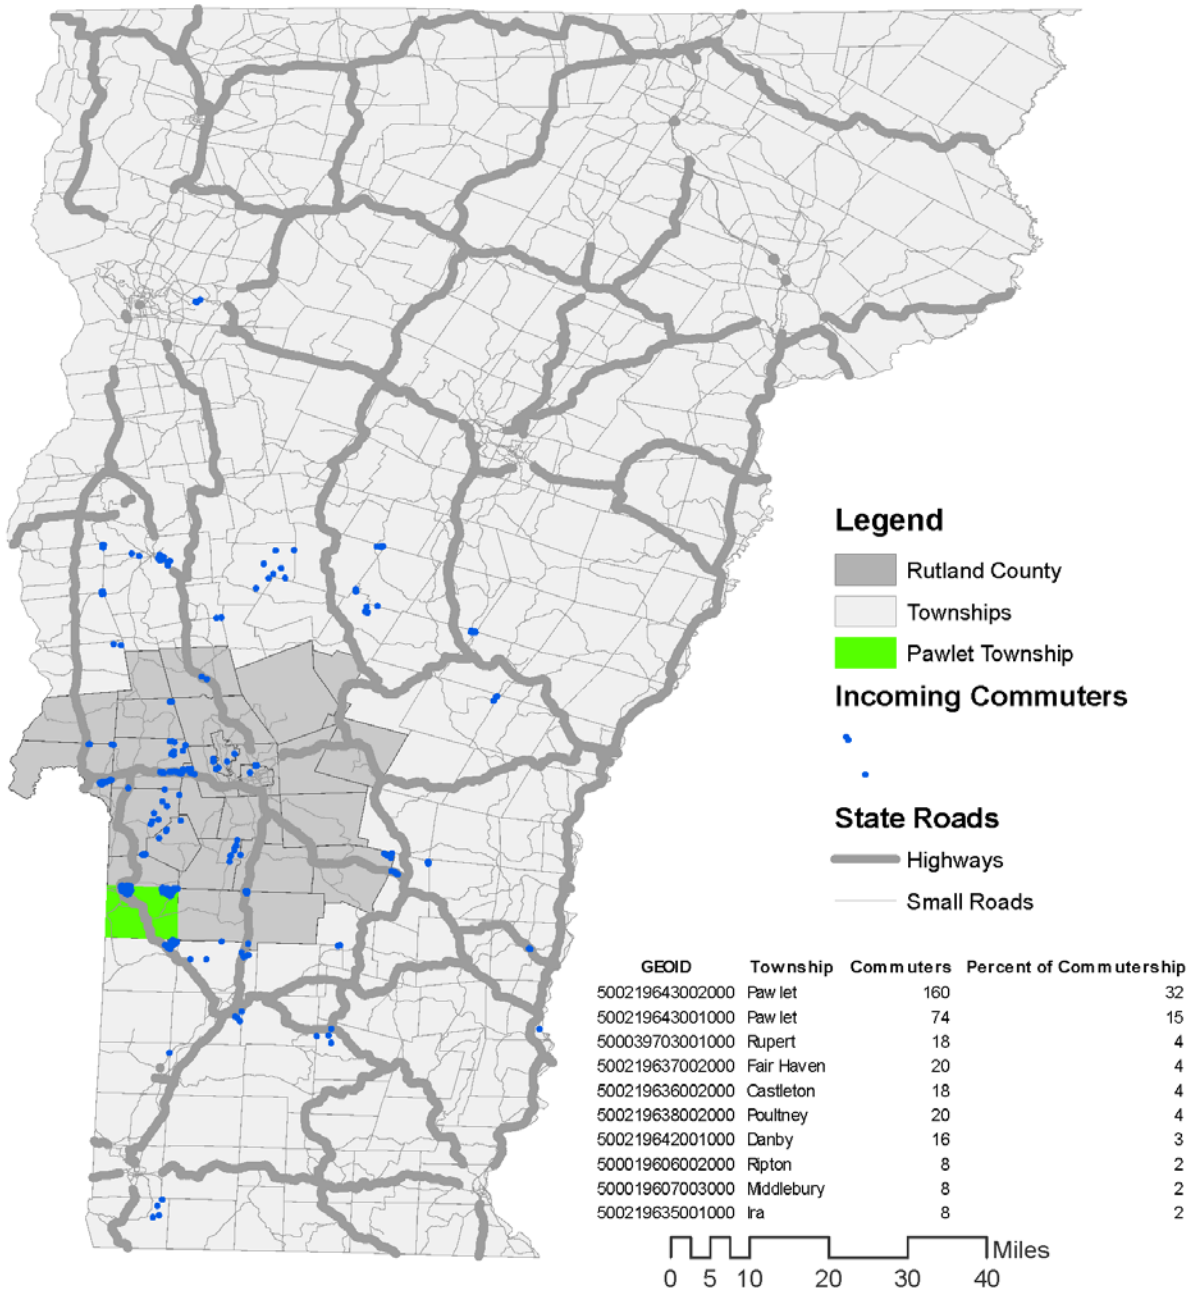 Legend
Rutland County
Townships
Pawlet Township
Incoming Commuters
State Roads
Highways
Small Roads
GEOID Township Commuters Percent of Commutership
500219643002000 Pawlet 160 32
500219643001000 Pawlet 74 15
500039703001000 Rupert 18 4
500219637002000 Fair Haven 20 4
500219636002000 Castleton 18 4
500219638002000 Poultney 20 4
500219642001000 Danby 16 3
500019606002000 Ripton 8 2
500019607003000 Middlebury 8 2
500219635001000 Ira 8 2
Miles
0 5 10 20 30 40